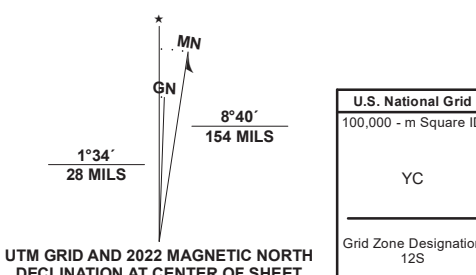 MN
GN
8°40´
154 MILS
1°34´
28 MILS
UTM GRID AND 2022 MAGNETIC NORTH
DECLINATION AT CENTER OF SHEET
U.S. National Grid
100,000 - m Square
YC
Grid Zone Designation
12S